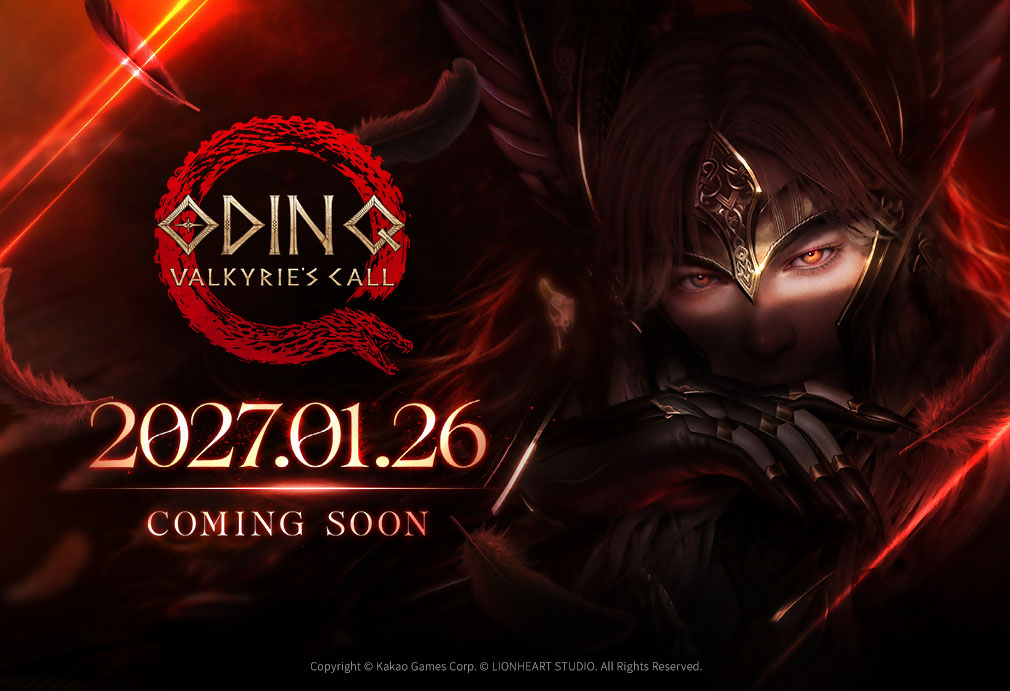 ODIN Q
VALKYRIE'S CALL
2027.01.26
COMING SOON
Copyright © Kakao Games Corp. © LIONHEART STUDIO. All Rights Reserved.